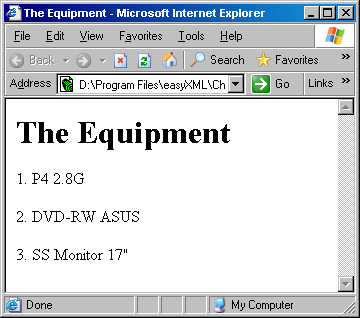 The Equipment - Microsoft Internet Explorer
File Edit View Favorites Tools Help
Back Search Favorites »
Address D:\Program Files\easyXML\Ch Go Links »
The Equipment
1. P4 2.8G
2. DVD-RW ASUS
3. SS Monitor 17"
Done My Computer